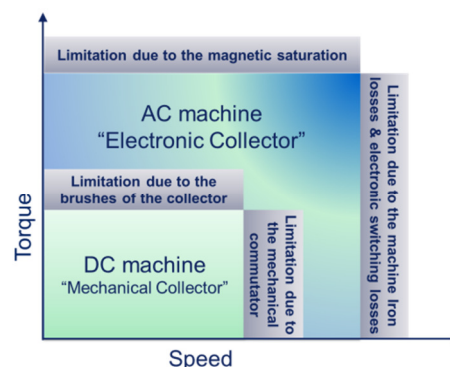 Limitation due to the magnetic saturation
AC machine
“Electronic Collector”
Limitation due to the
brushes of the collector
DC machine
“Mechanical Collector”
Limitation due to
the mechanical
commutator
Limitation due to the machine Iron
losses & electronic switching losses
Torque
Speed